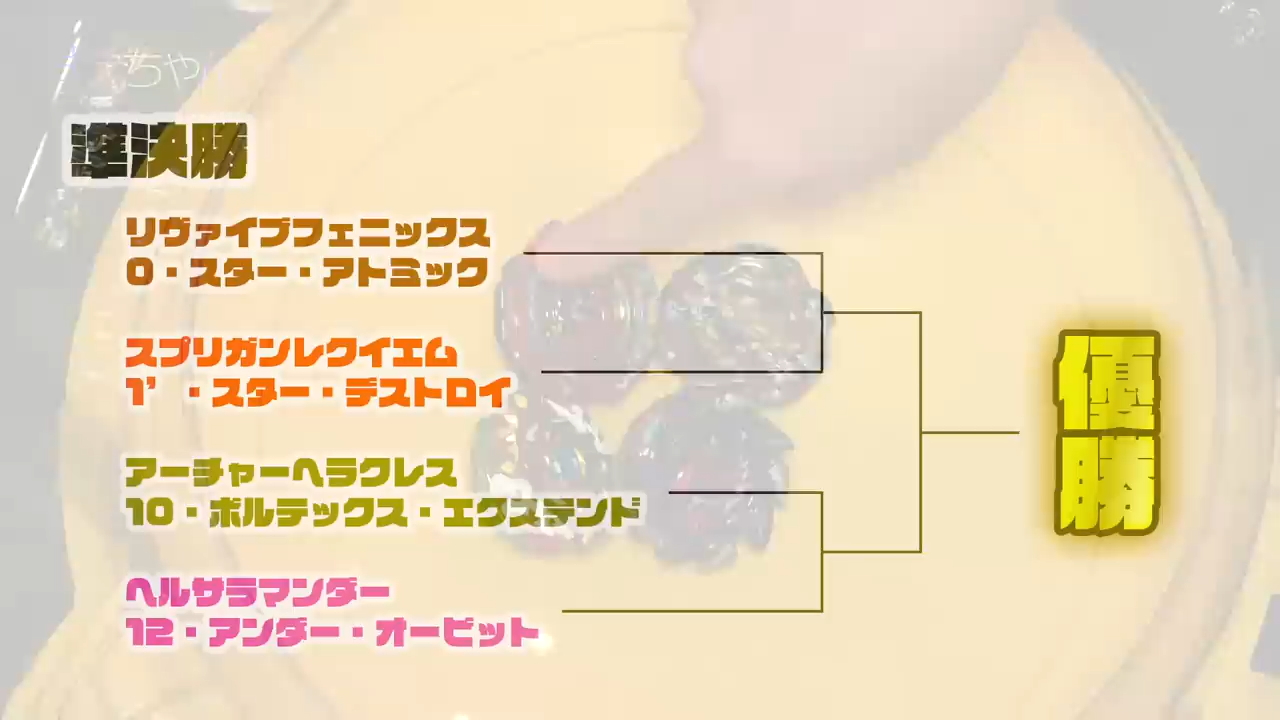 ちゃ
準決勝
リヴァイブフェニックス
0・スター・アトミック
スプリガンレクイエム
1’・スター・デストロイ
アーチャーヘラクレス
10・ボルテックス・エクステンド
ヘルサラマンダー
12・アンダー・オービット
優勝